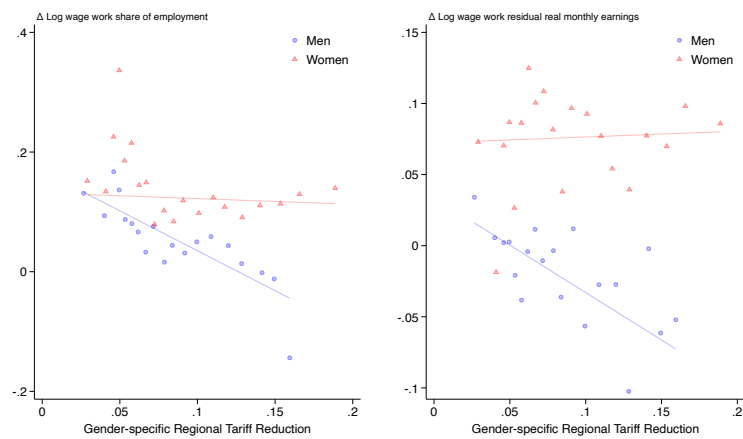 Δ Log wage work share of employment
.4
.2
0
-.2
0
.05
.1
.15
.2
Gender-specific Regional Tariff Reduction
Men
Women
Δ Log wage work residual real monthly earnings
.15
.1
.05
0
-.05
-.1
0
.05
.1
.15
.2
Gender-specific Regional Tariff Reduction
Men
Women